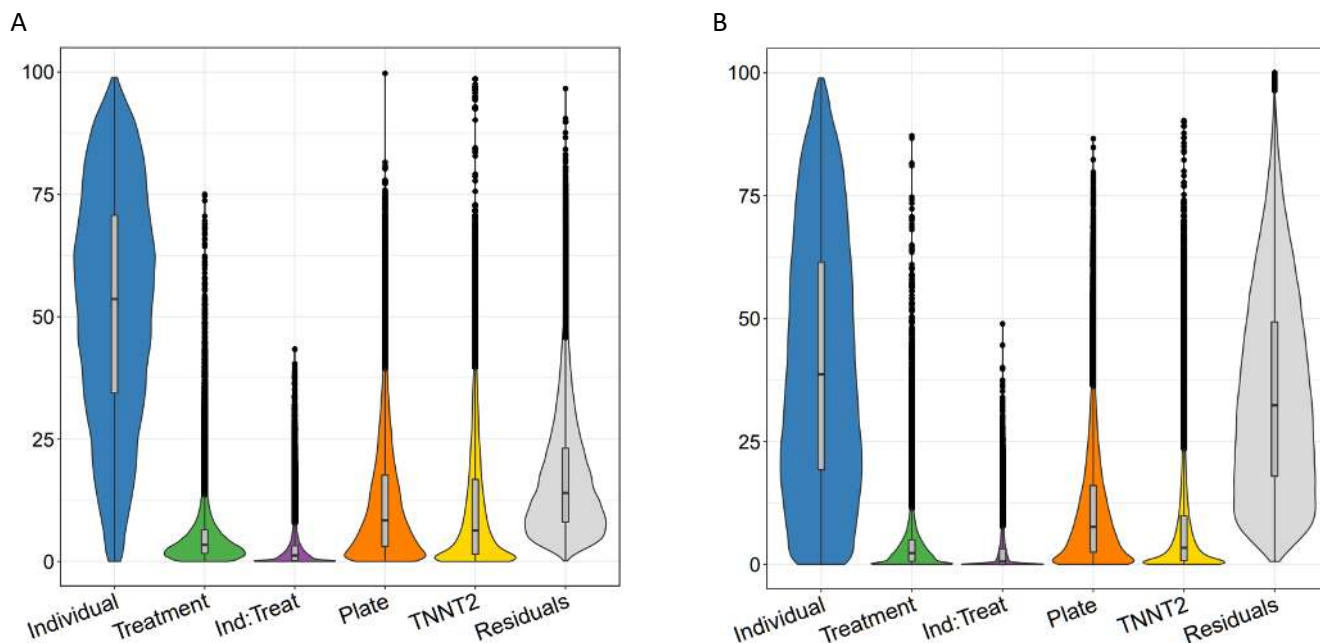 A
100
75
50
25
0
Individual
Treatment
Ind:Treat
Plate
TNNT2
Residuals
B
100
75
50
25
0
Individual
Treatment
Ind:Treat
Plate
TNNT2
Residuals